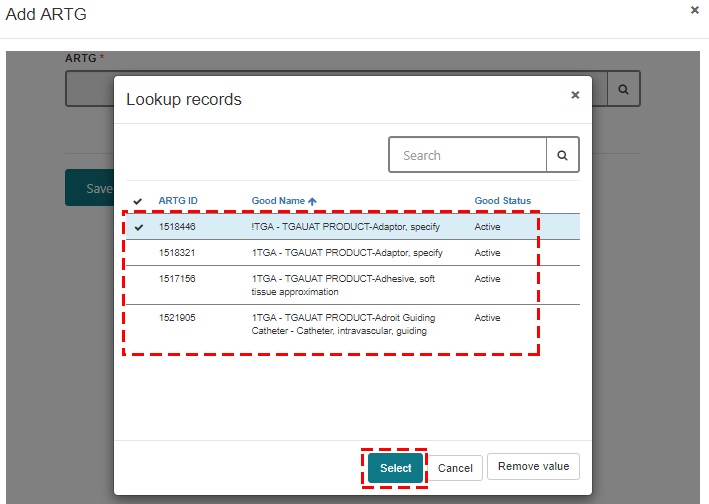 Add ARTG ×
ARTG *
Lookup records ×
Search
✓ ARTG ID Good Name ↑ Good Status
✓ 1518446 !TGA - TGAUAT PRODUCT-Adaptor, specify Active
1518321 1TGA - TGAUAT PRODUCT-Adaptor, specify Active
1517156 1TGA - TGAUAT PRODUCT-Adhesive, soft Active
tissue approximation
1521905 1TGA - TGAUAT PRODUCT-Adroit Guiding Active
Catheter - Catheter, intravascular, guiding
Save
Select Cancel Remove value